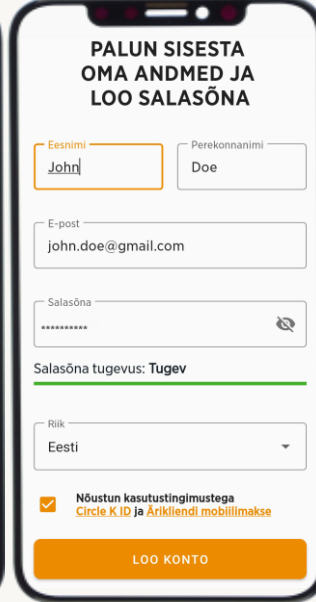 PALUN SISESTA
OMA ANDMED JA
LOO SALASÕNA
Eesnimi
John
Perekonnanimi
Doe
E-post
john.doe@gmail.com
Salasõna
**********
Salasõna tugevus: Tugev
Riik
Eesti
Nõustun kasutustingimustega
Circle K ID ja Ärikliendi mobiilimakse
LOO KONTO